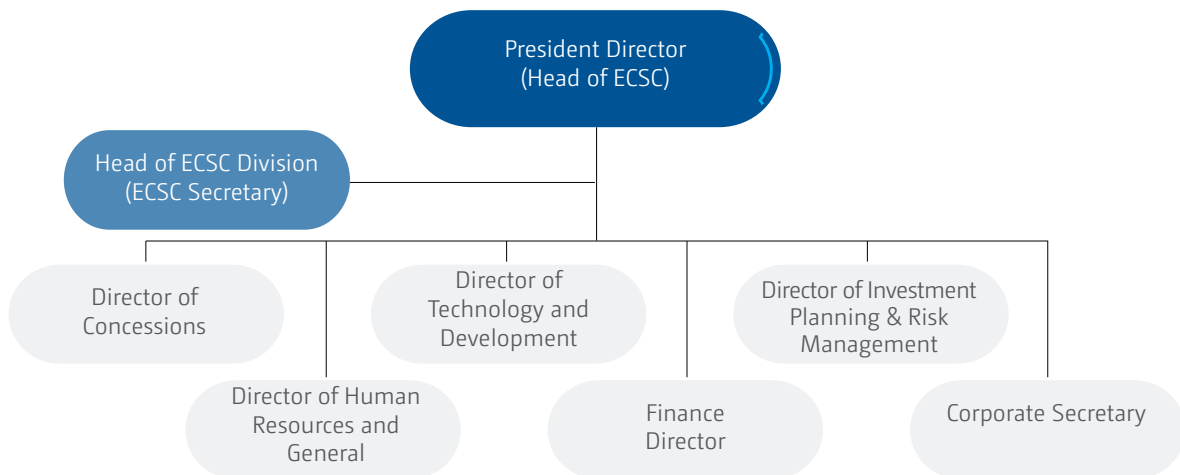 President Director
(Head of ECSC)
Head of ECSC Division
(ECSC Secretary)
Director of
Concessions
Director of
Technology and
Development
Director of Investment
Planning & Risk
Management
Director of Human
Resources and
General
Finance
Director
Corporate Secretary